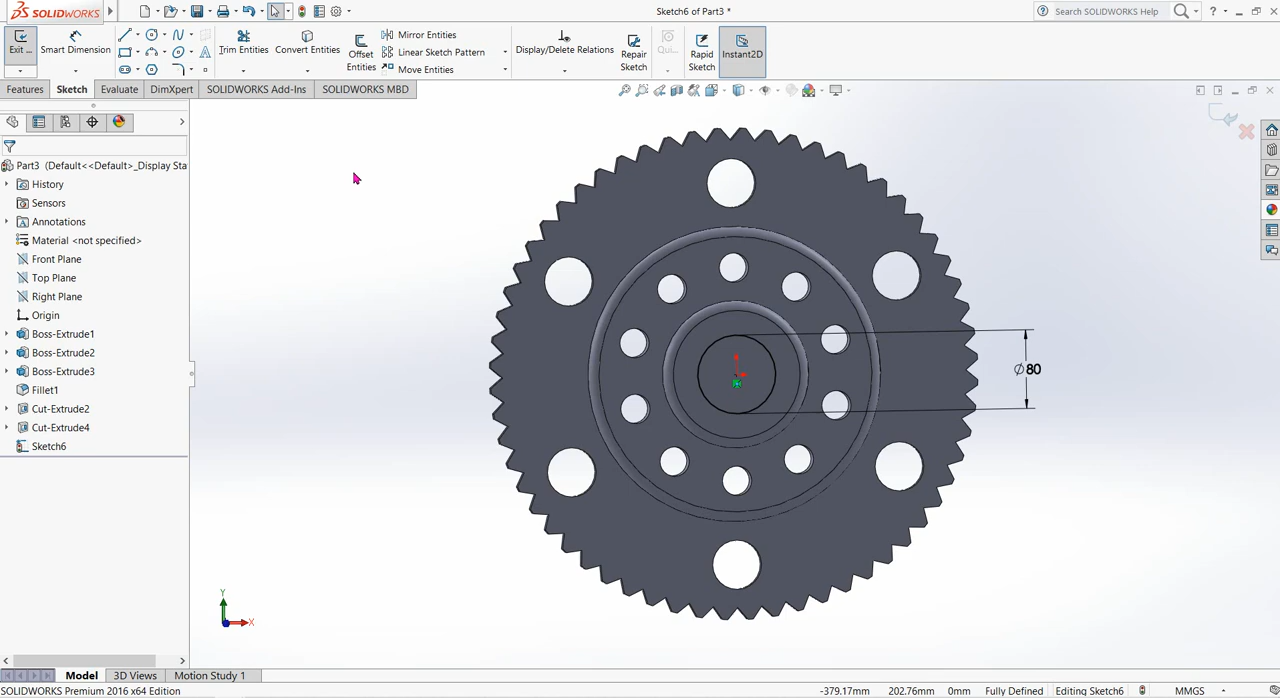 SOLIDWORKS
Sketch6 of Part3 *
Search SOLIDWORKS Help
?
Exit ...
Smart Dimension
Trim Entities
Convert Entities
Offset
Entities
Mirror Entities
Linear Sketch Pattern
Move Entities
Display/Delete Relations
Repair
Sketch
Qui...
Rapid
Sketch
Instant2D
Features
Sketch
Evaluate
DimXpert
SOLIDWORKS Add-Ins
SOLIDWORKS MBD
Part3 (Default<<Default>_Display Sta
History
Sensors
Annotations
Material <not specified>
Front Plane
Top Plane
Right Plane
Origin
Boss-Extrude1
Boss-Extrude2
Boss-Extrude3
Fillet1
Cut-Extrude2
Cut-Extrude4
Sketch6
∅80
Y
X
Model
3D Views
Motion Study 1
SOLIDWORKS Premium 2016 x64 Edition
-379.17mm
202.76mm
0mm
Fully Defined
Editing Sketch6
MMGS